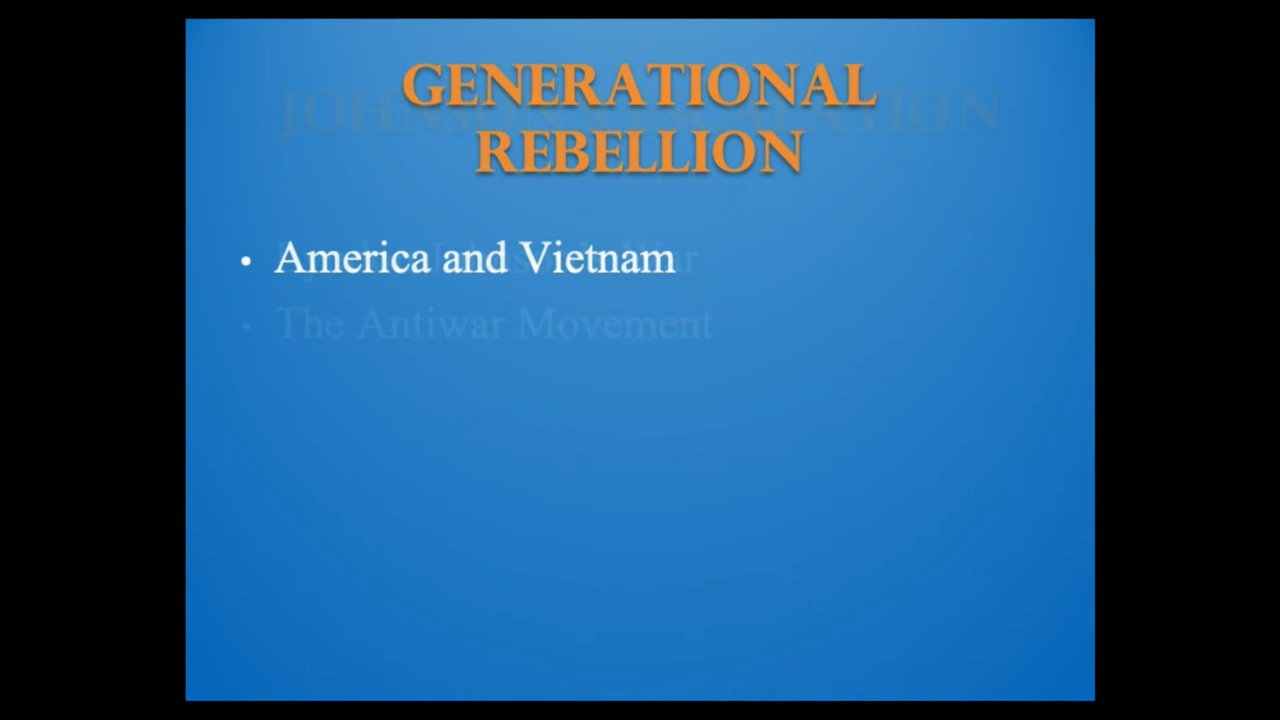 GENERATIONAL
REBELLION
• America and Vietnam
• The Antiwar Movement